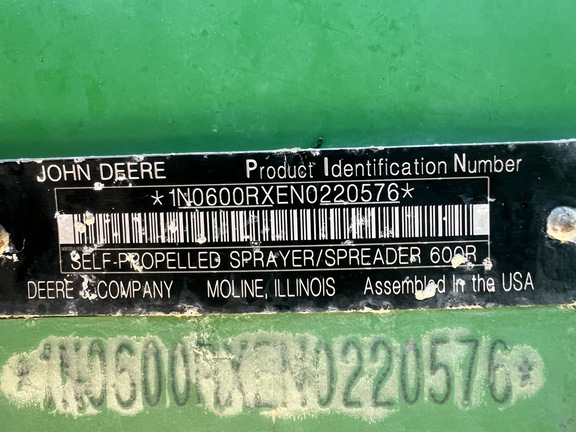 JOHN DEERE Product Identification Number
*1N0600RXEN0220576*
SELF-PROPELLED SPRAYER/SPREADER 600R
DEERE & COMPANY MOLINE, ILLINOIS Assembled in the USA
*1N0600RXEN0220576*